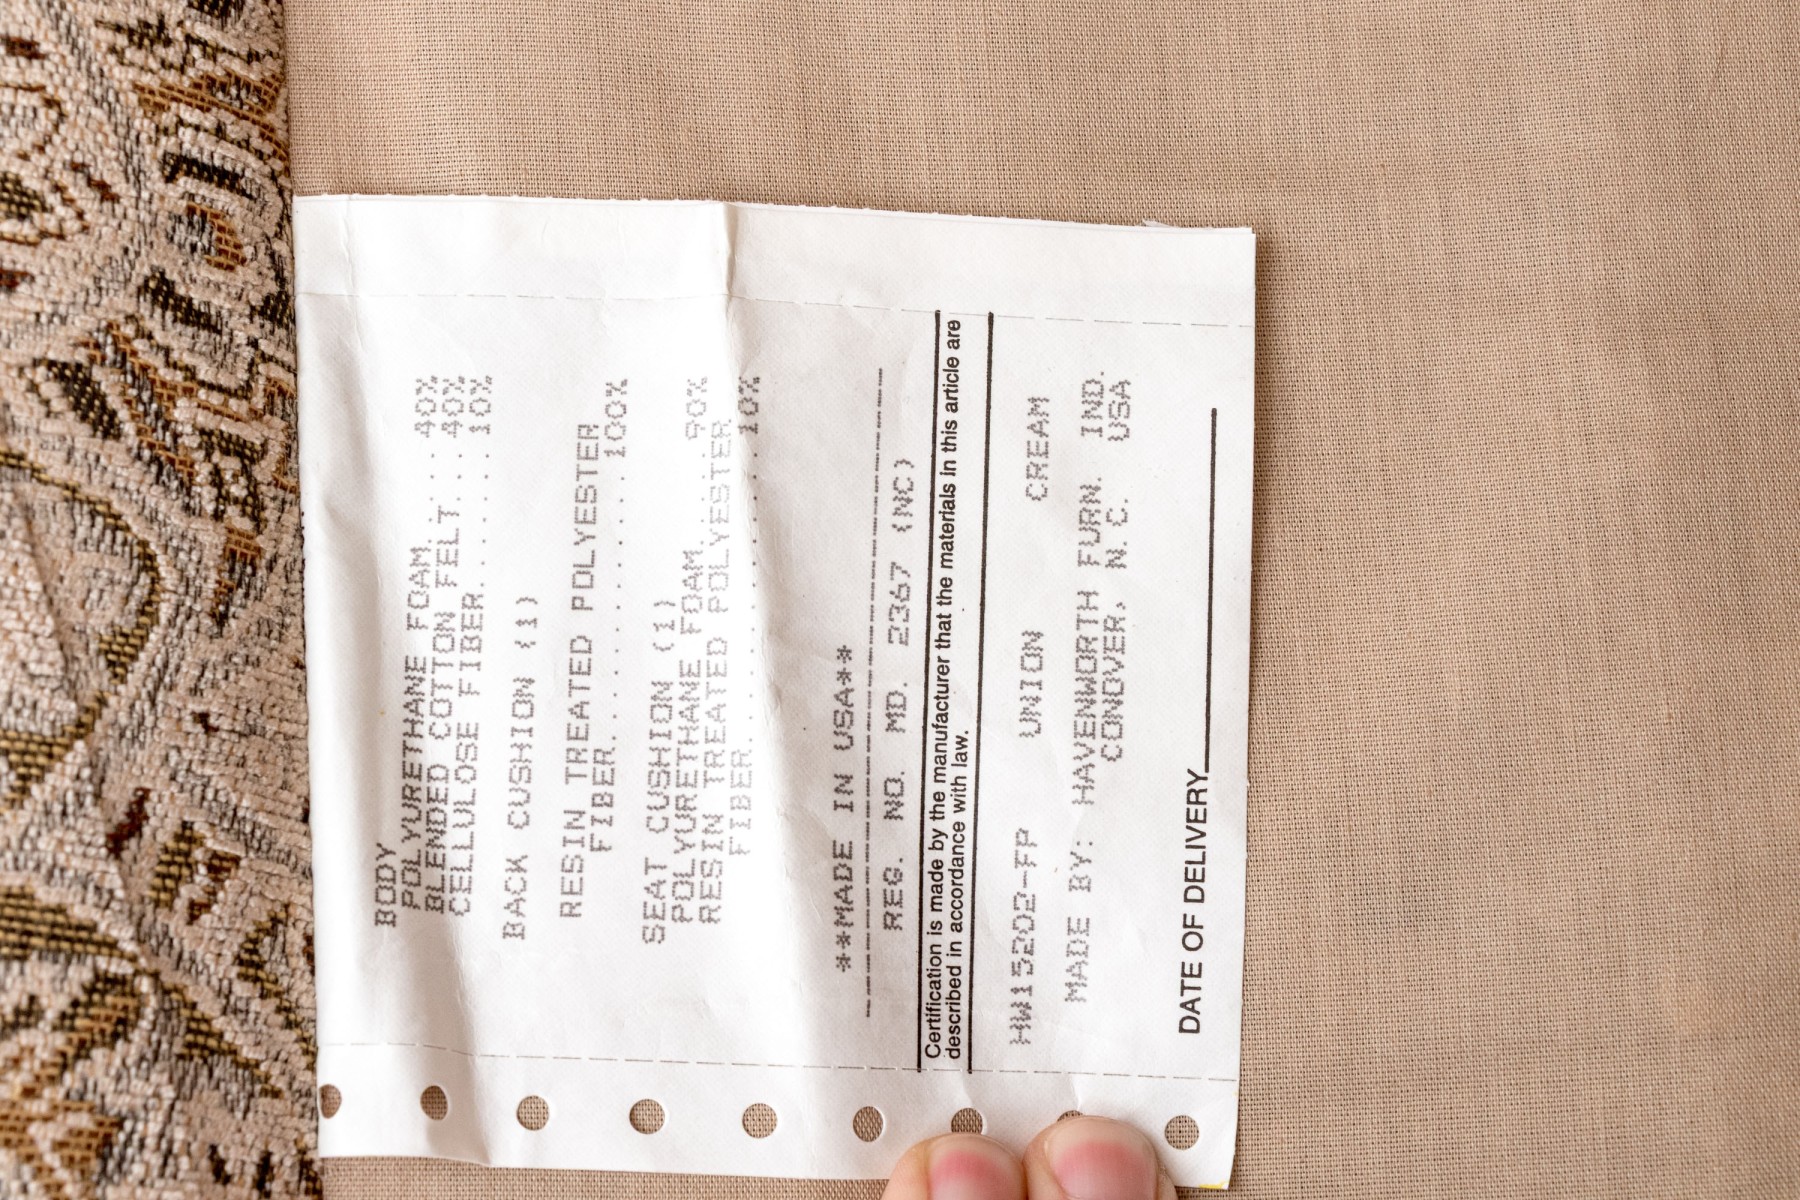 BODY
POLYURETHANE FOAM...40%
BLENDED COTTON FELT...40%
CELLULOSE FIBER.......10%
BACK CUSHION (1)
RESIN TREATED POLYESTER
FIBER............100%
SEAT CUSHION (1)
POLYURETHANE FOAM.....90%
RESIN TREATED POLYESTER
FIBER.............10%
**MADE IN USA**
--------------------------------
REG. NO. MD. 2367 (NC)
Certification is made by the manufacturer that the materials in this article are
described in accordance with law.
HW15202-FP UNION CREAM
MADE BY: HAVENWORTH FURN. IND.
CONOVER, N.C. USA
DATE OF DELIVERY